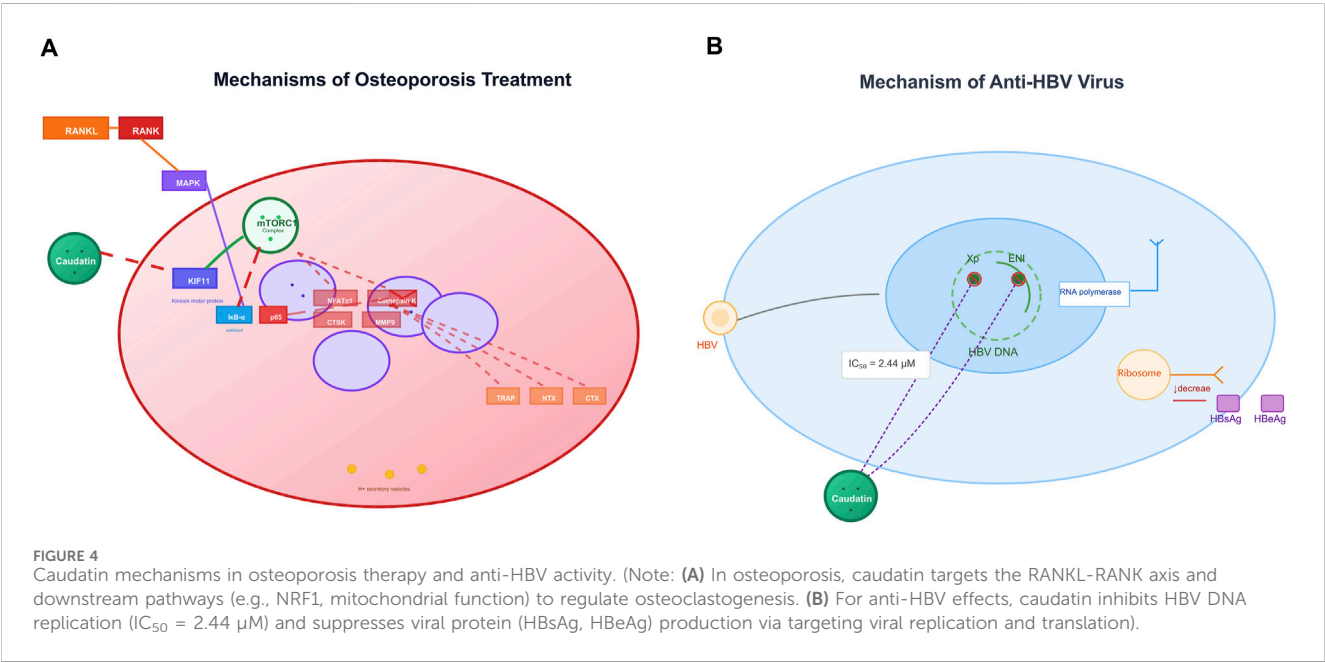 A
Mechanisms of Osteoporosis Treatment
RANKL
RANK
MAPK
mTORC1
Complex
Caudatin
KIF11
Kinesin motor protein
IκB-α
stabilized
p65
NFATc1
Cathepsin K
CTSK
MMP9
TRAP
NTX
CTX
H+ secretory vesicles
B
Mechanism of Anti-HBV Virus
Xp
ENI
RNA polymerase
HBV
HBV DNA
IC50 = 2.44 μM
Ribosome
↓decreae
HBsAg
HBeAg
Caudatin
FIGURE 4
Caudatin mechanisms in osteoporosis therapy and anti-HBV activity. (Note: (A) In osteoporosis, caudatin targets the RANKL-RANK axis and
downstream pathways (e.g., NRF1, mitochondrial function) to regulate osteoclastogenesis. (B) For anti-HBV effects, caudatin inhibits HBV DNA
replication (IC50 = 2.44 μM) and suppresses viral protein (HBsAg, HBeAg) production via targeting viral replication and translation).